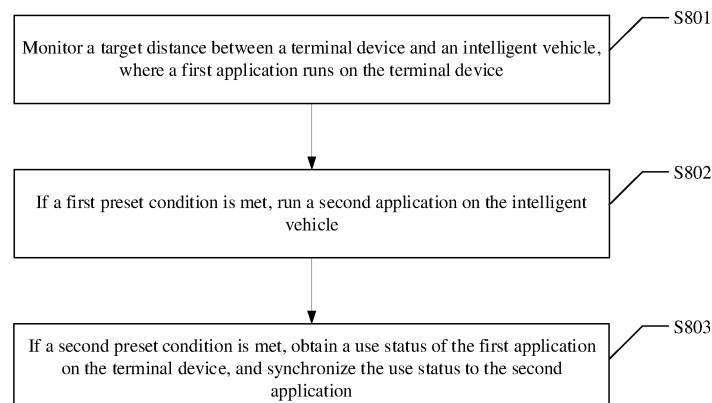 S801
Monitor a target distance between a terminal device and an intelligent vehicle,
where a first application runs on the terminal device
S802
If a first preset condition is met, run a second application on the intelligent
vehicle
S803
If a second preset condition is met, obtain a use status of the first application
on the terminal device, and synchronize the use status to the second
application